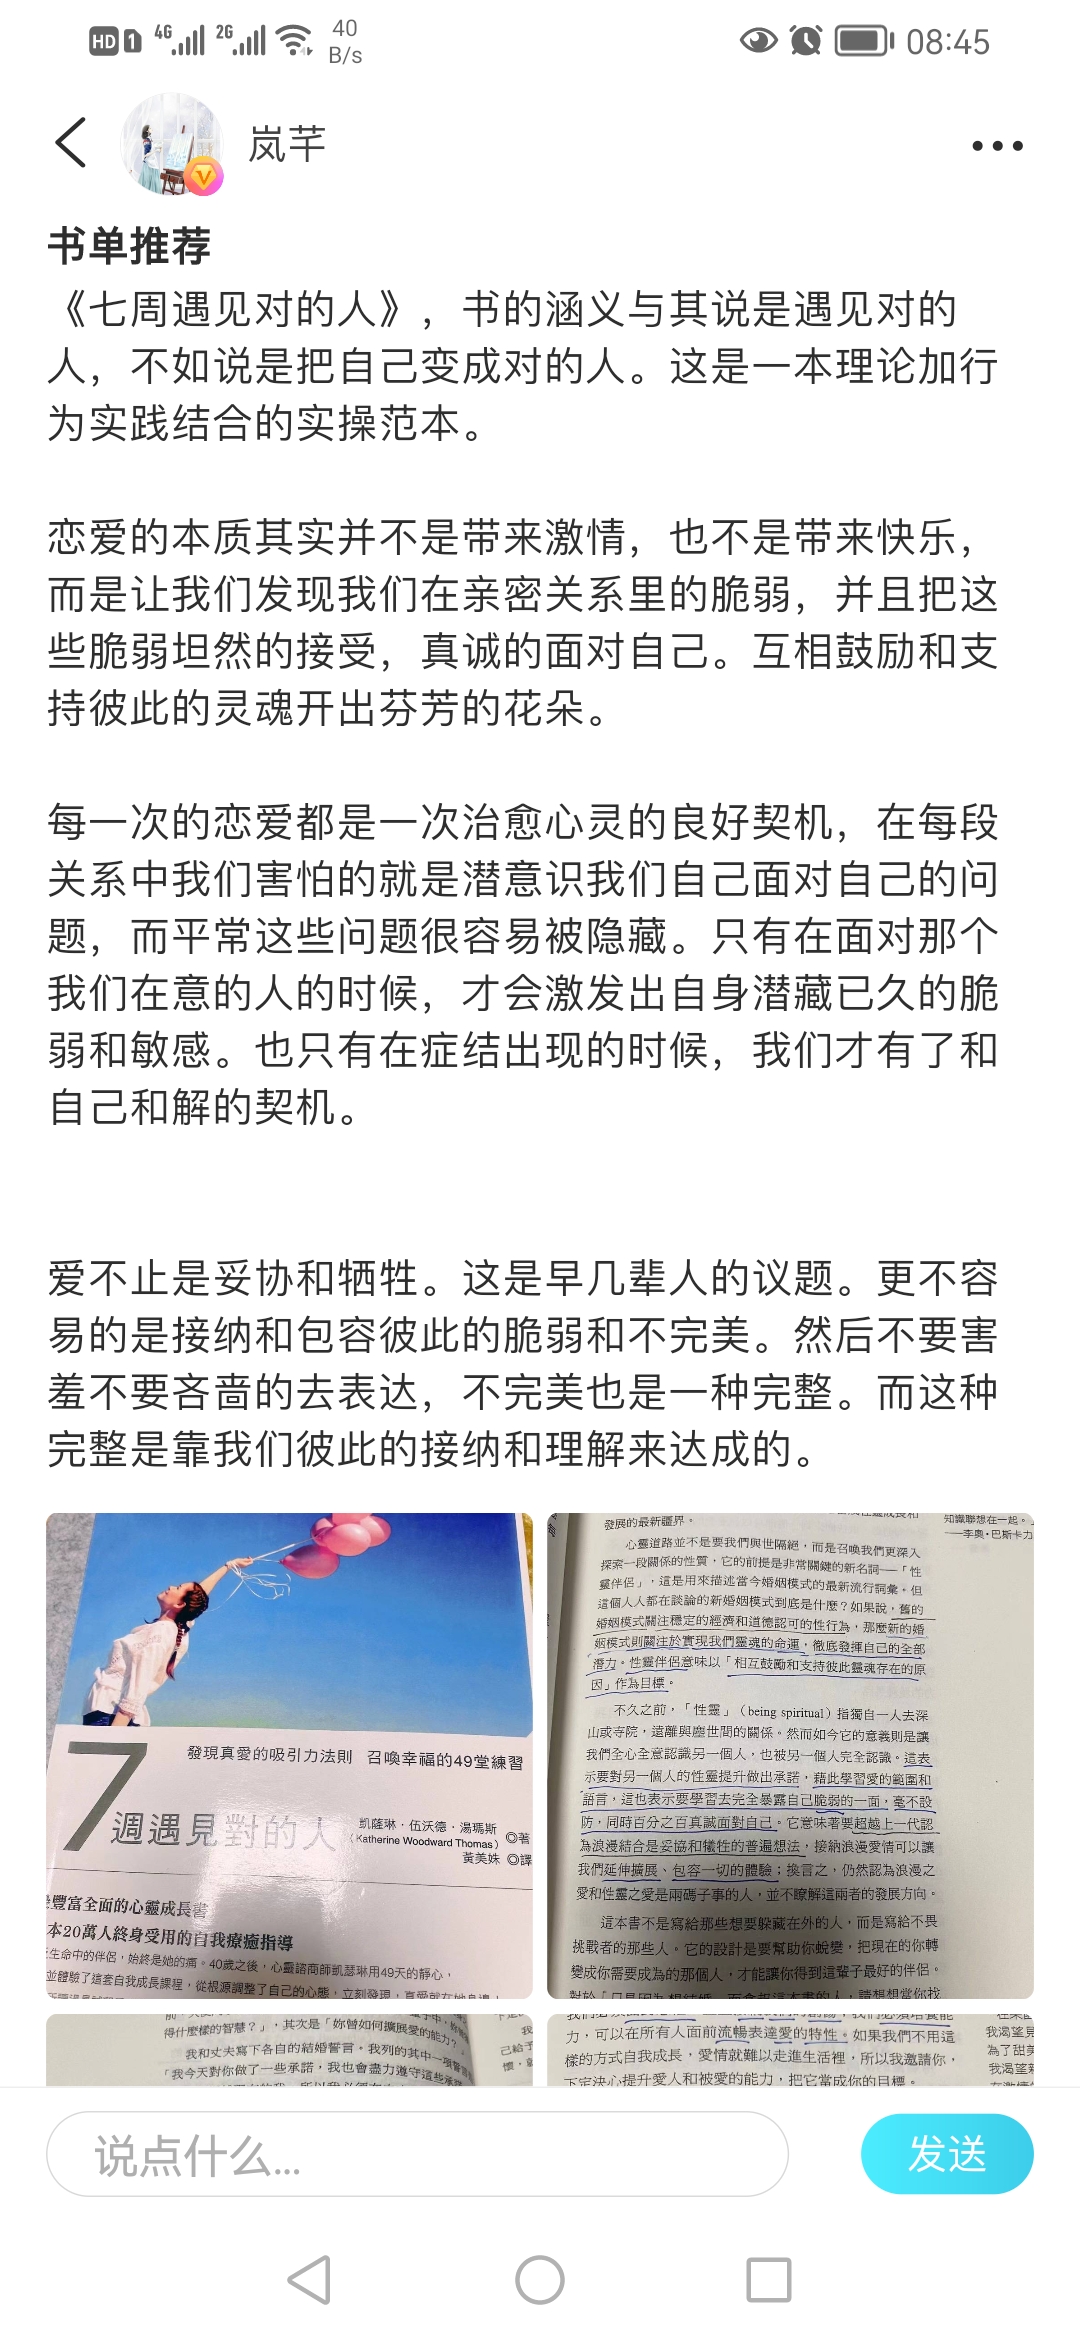 HD 1 4G 2G 40 B/s 08:45
岚芊
书单推荐
《七周遇见对的人》，书的涵义与其说是遇见对的
人，不如说是把自己变成对的人。这是一本理论加行
为实践结合的实操范本。
恋爱的本质其实并不是带来激情，也不是带来快乐，
而是让我们发现我们在亲密关系里的脆弱，并且把这
些脆弱坦然的接受，真诚的面对自己。互相鼓励和支
持彼此的灵魂开出芬芳的花朵。
每一次的恋爱都是一次治愈心灵的良好契机，在每段
关系中我们害怕的就是潜意识我们自己面对自己的问
题，而平常这些问题很容易被隐藏。只有在面对那个
我们在意的人的时候，才会激发出自身潜藏已久的脆
弱和敏感。也只有在症结出现的时候，我们才有了和
自己和解的契机。
爱不止是妥协和牺牲。这是早几辈人的议题。更不容
易的是接纳和包容彼此的脆弱和不完美。然后不要害
羞不要吝啬的去表达，不完美也是一种完整。而这种
完整是靠我们彼此的接纳和理解来达成的。
發現真愛的吸引力法則 召喚幸福的49堂練習
7週遇見對的人
凱薩琳·伍沃德·湯瑪斯
（Katherine Woodward Thomas）◎著
黃美姝 ◎譯
豐富全面的心靈成長書
本20萬人終身受用的自我療癒指導
生命中的伴侶，始終是她的痛。40歲之後，心靈諮商師凱瑟琳用49天的靜心，
並體驗了這套自我成長課程，從根源調整了自己的心態，立刻發現，真愛就在她身邊！
發展的最新疆界。
心靈道路並不是要我們與世隔絕，而是召喚我們更深入
探索一段關係的性質，它的前提是非常關鍵的新名詞——「性
靈伴侶」，這是用來描述當今婚姻模式的最新流行詞彙。但
這個人人都在談論的新婚姻模式到底是什麼？如果說，舊的
婚姻模式關注穩定的經濟和道德認可的性行為，那麼新的婚
姻模式則關注於實現我們靈魂的命運，徹底發揮自己的全部
潛力。性靈伴侶意味以「相互鼓勵和支持彼此靈魂存在的原
因」作為目標。
不久之前，「性靈」（being spiritual）指獨自一人去深
山或寺院，遠離與塵世間的關係。然而如今它的意義則是讓
我們全心全意認識另一個人，也被另一個人完全認識。這表
示要對另一個人的性靈提升做出承諾，藉此學習愛的範圍和
語言，這也表示要學習去完全暴露自己脆弱的一面，毫不設
防，同時百分之百真誠面對自己。它意味著要超越上一代認
為浪漫結合是妥協和犧牲的普遍想法，接納浪漫愛情可以讓
我們延伸擴展、包容一切的體驗；換言之，仍然認為浪漫之
愛和性靈之愛是兩碼子事的人，並不瞭解這兩者的發展方向。
這本書不是寫給那些想要躲藏在外的人，而是寫給不畏
挑戰者的那些人。它的設計是要幫助你蛻變，把現在的你轉
變成你需要成為的那個人，才能讓你得到這輩子最好的伴侶。
知識聯想在一起。
——李奧·巴斯卡力
得什麼樣的智慧？」，其次是「妳曾如何擴展愛的能力？」
我和丈夫寫下各自的結婚誓言。我列的其中一項誓
「我今天對你做了一些承諾，我也會盡力遵守這些承
力，可以在所有人面前流暢表達愛的特性。如果我們不用這
樣的方式自我成長，愛情就難以走進生活裡，所以我邀請你，
下定決心提升愛人和被愛的能力，把它當成你的目標。
我渴望見
為了甜美
我渴望
说点什么...
发送